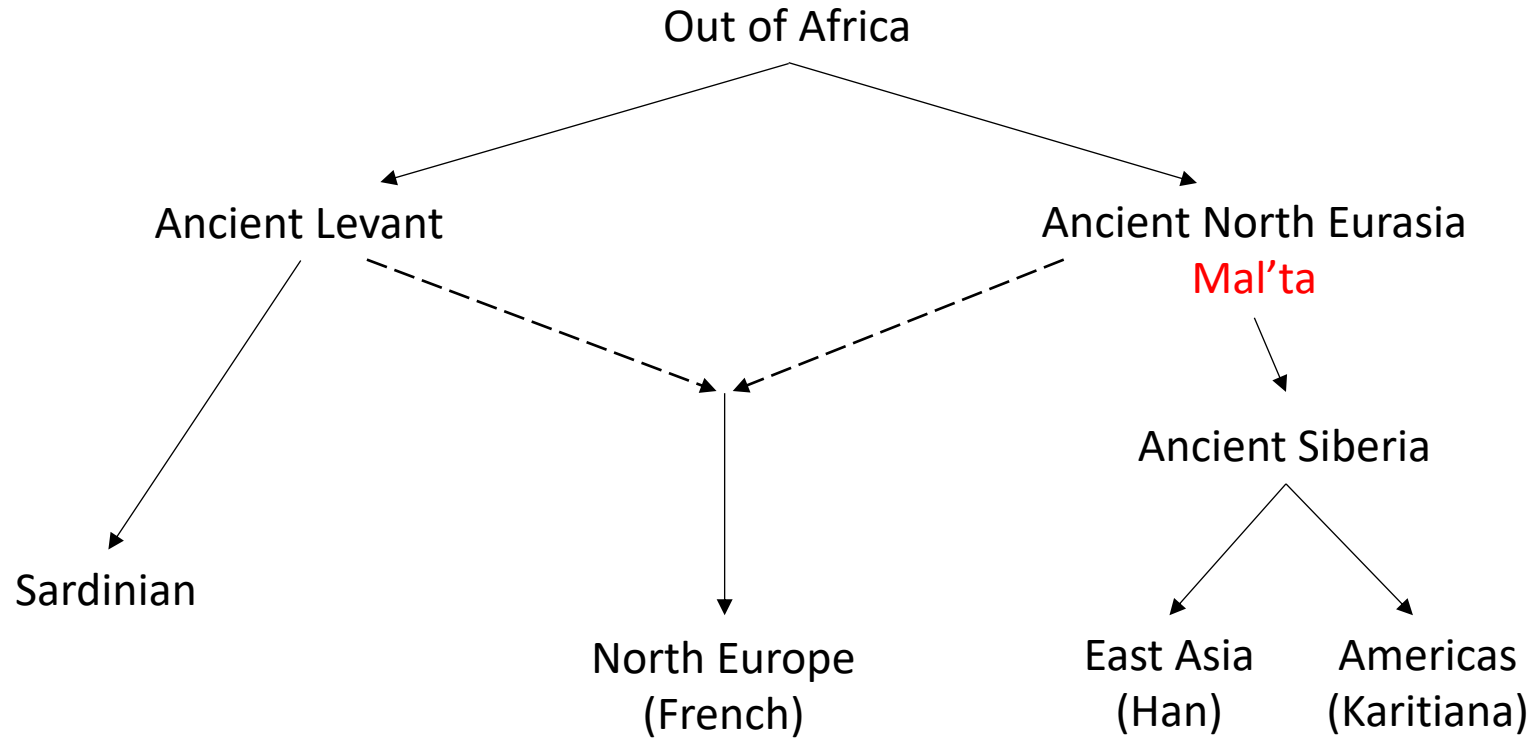 Out of Africa
Ancient Levant
Ancient North Eurasia
Mal’ta
Ancient Siberia
Sardinian
North Europe
(French)
East Asia
(Han)
Americas
(Karitiana)